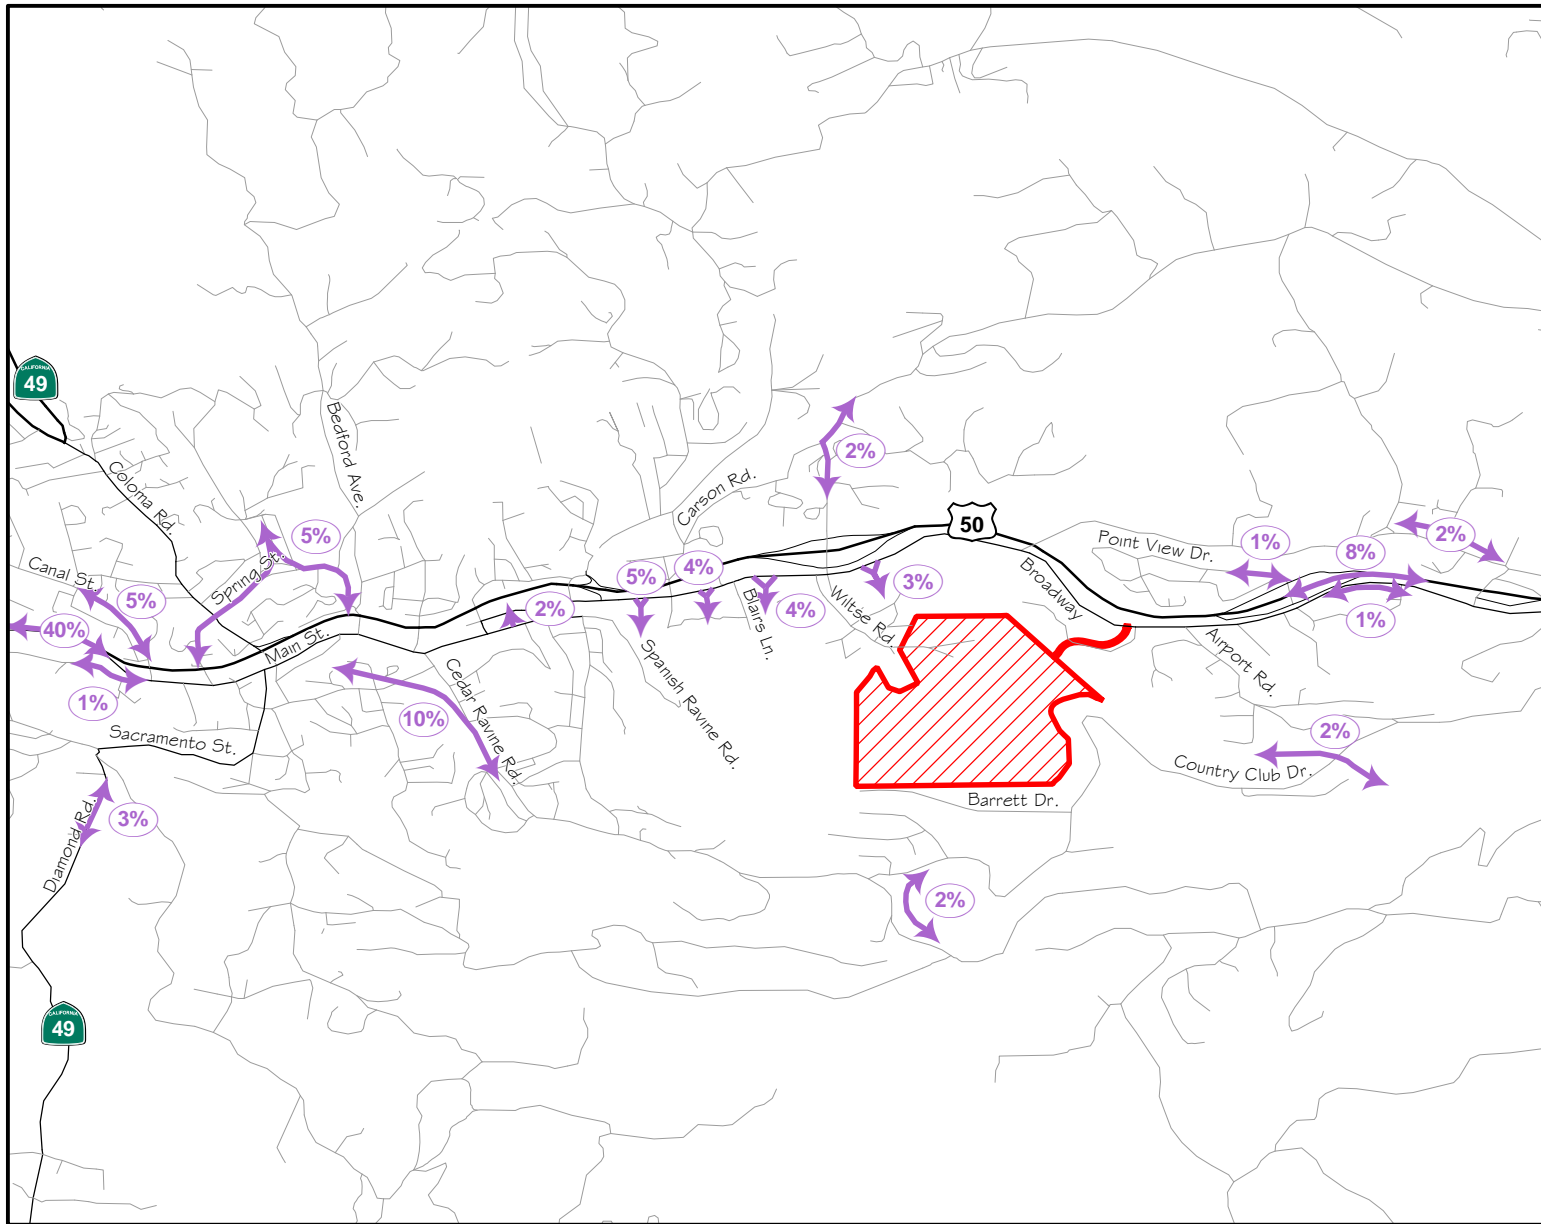 CALIFORNIA
49
Coloma Rd.
Bedford Ave.
Carson Rd.
2%
50
Point View Dr.
1%
8%
2%
Canal St.
5%
Spring St.
5%
5%
4%
Broadway
3%
40%
Main St.
2%
Blairs Ln.
4%
Wiltse Rd.
1%
Airport Rd.
1%
Sacramento St.
10%
Cedar Ravine Rd.
Spanish Ravine Rd.
2%
Country Club Dr.
Barrett Dr.
Diamond Rd.
3%
2%
CALIFORNIA
49